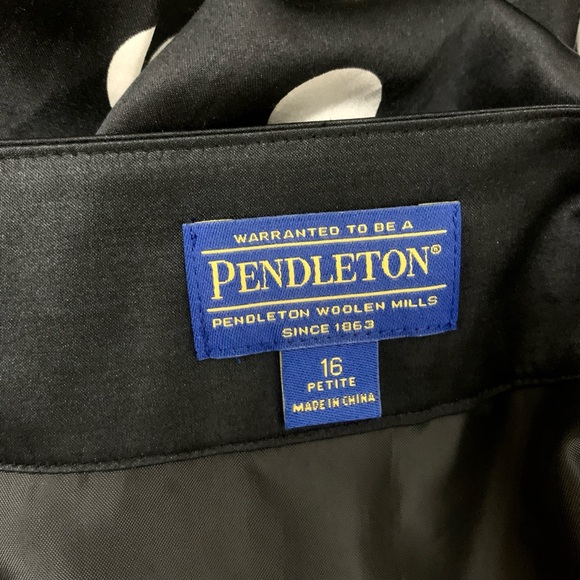 WARRANTED TO BE A
PENDLETON®
PENDLETON WOOLEN MILLS
SINCE 1863
16
PETITE
MADE IN CHINA